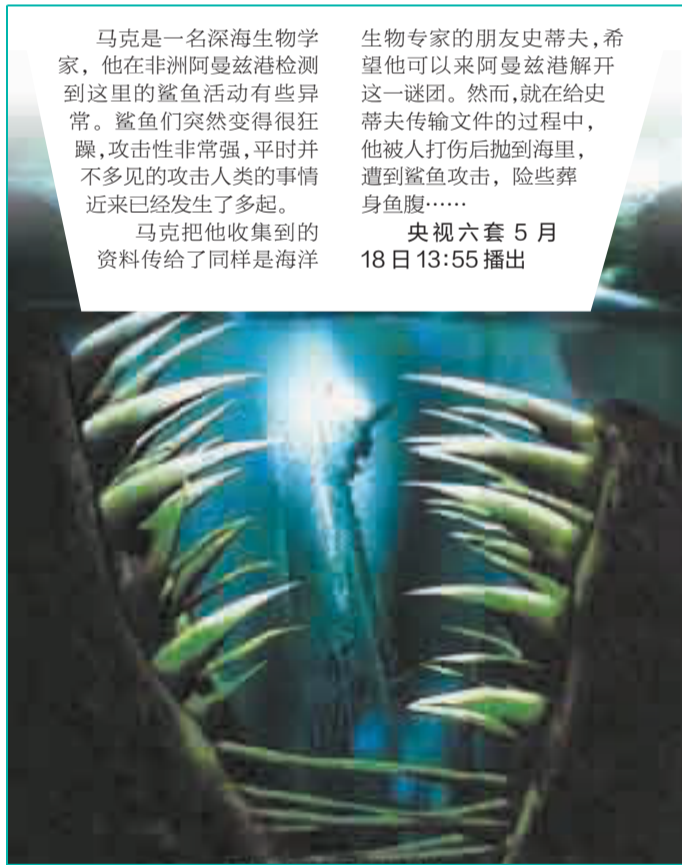 马克是一名深海生物学
家，他在非洲阿曼兹港检测
到这里的鲨鱼活动有些异
常。鲨鱼们突然变得很狂
躁，攻击性非常强，平时并
不多见的攻击人类的事情
近来已经发生了多起。
马克把他收集到的
资料传给了同样是海洋
生物专家的朋友史蒂夫，希
望他可以来阿曼兹港解开
这一谜团。然而，就在给史
蒂夫传输文件的过程中，
他被人打伤后抛到海里，
遭到鲨鱼攻击，险些葬
身鱼腹……
央视六套 5 月
18 日 13:55 播出